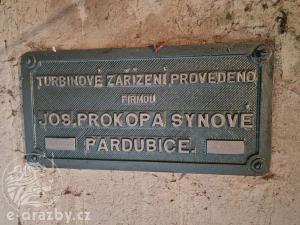 TURBINOVÉ ZAŘÍZENÍ PROVEDENO
FIRMOU
JOS. PROKOPA SYNOVÉ
PARDUBICE.
e-drazby.cz